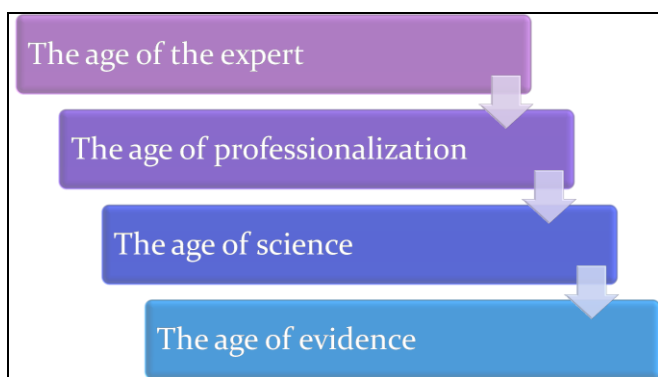 The age of the expert
The age of professionalization
The age of science
The age of evidence